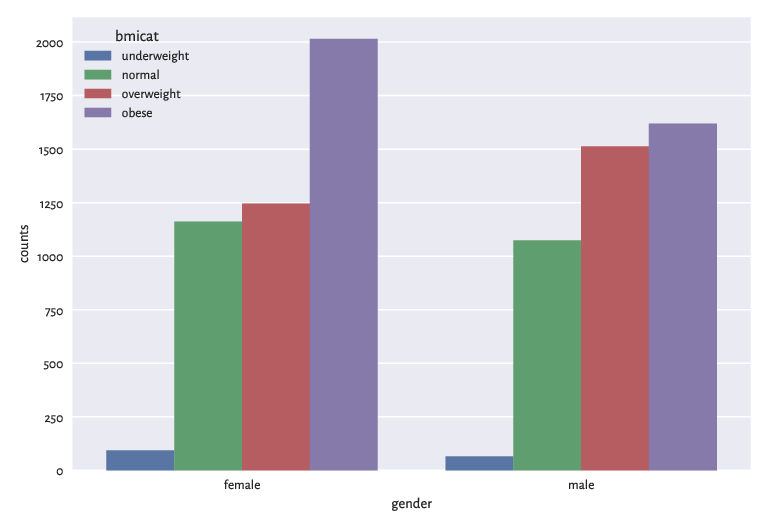 bmicat
underweight
normal
overweight
obese
2000
1750
1500
1250
1000
750
500
250
0
counts
female
male
gender